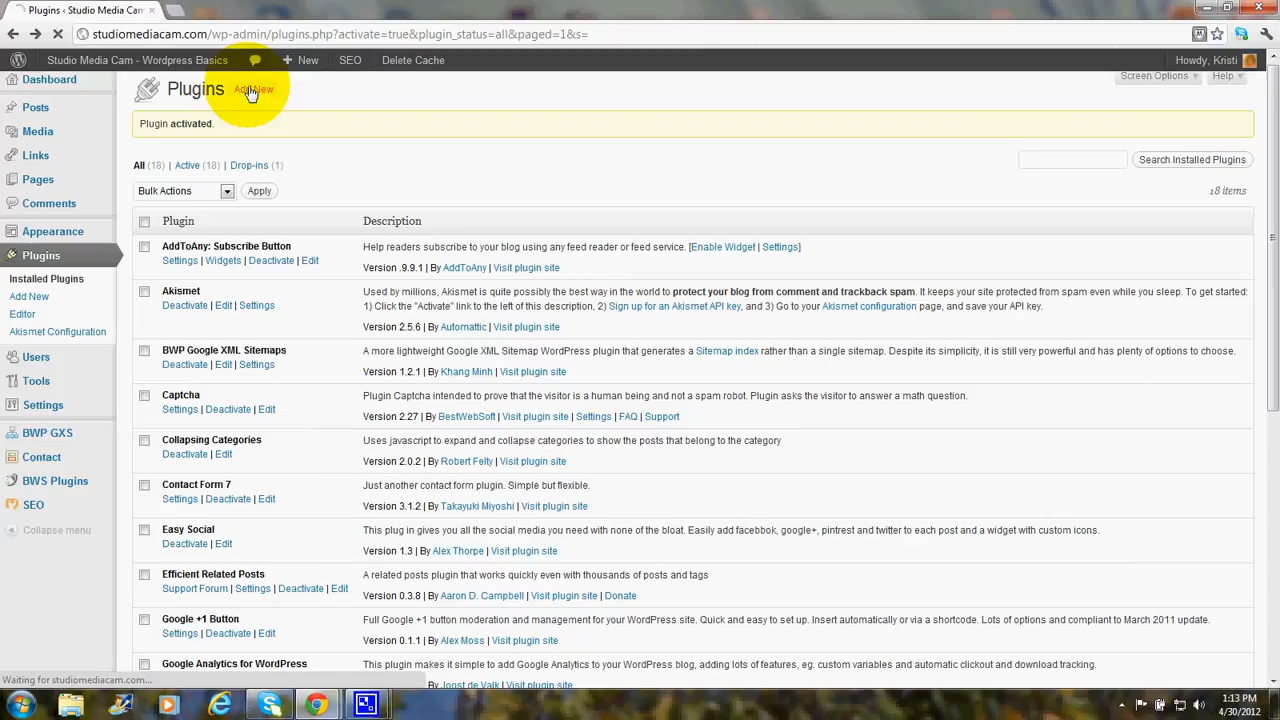 Plugins ‹ Studio Media Cam ·
studiomediacam.com/wp-admin/plugins.php?activate=true&plugin_status=all&paged=1&s=
Studio Media Cam - Wordpress Basics New SEO Delete Cache Howdy, Kristi
Dashboard
Posts
Media
Links
Pages
Comments
Appearance
Plugins
Installed Plugins
Add New
Editor
Akismet Configuration
Users
Tools
Settings
BWP GXS
Contact
BWS Plugins
SEO
Collapse menu
Plugins Add New
Screen Options Help
Plugin activated.
All (18) | Active (18) | Drop-ins (1)
Search Installed Plugins
Bulk Actions Apply
18 items
Plugin Description
AddToAny: Subscribe Button
Settings | Widgets | Deactivate | Edit
Help readers subscribe to your blog using any feed reader or feed service. [Enable Widget | Settings]
Version .9.9.1 | By AddToAny | Visit plugin site
Akismet
Deactivate | Edit | Settings
Used by millions, Akismet is quite possibly the best way in the world to protect your blog from comment and trackback spam. It keeps your site protected from spam even while you sleep. To get started:
1) Click the "Activate" link to the left of this description, 2) Sign up for an Akismet API key, and 3) Go to your Akismet configuration page, and save your API key.
Version 2.5.6 | By Automattic | Visit plugin site
BWP Google XML Sitemaps
Deactivate | Edit | Settings
A more lightweight Google XML Sitemap WordPress plugin that generates a Sitemap index rather than a single sitemap. Despite its simplicity, it is still very powerful and has plenty of options to choose.
Version 1.2.1 | By Khang Minh | Visit plugin site
Captcha
Settings | Deactivate | Edit
Plugin Captcha intended to prove that the visitor is a human being and not a spam robot. Plugin asks the visitor to answer a math question.
Version 2.27 | By BestWebSoft | Visit plugin site | Settings | FAQ | Support
Collapsing Categories
Deactivate | Edit
Uses javascript to expand and collapse categories to show the posts that belong to the category
Version 2.0.2 | By Robert Felty | Visit plugin site
Contact Form 7
Settings | Deactivate | Edit
Just another contact form plugin. Simple but flexible.
Version 3.1.2 | By Takayuki Miyoshi | Visit plugin site
Easy Social
Deactivate | Edit
This plug in gives you all the social media you need with none of the bloat. Easily add facebbok, google+, pintrest and twitter to each post and a widget with custom icons.
Version 1.3 | By Alex Thorpe | Visit plugin site
Efficient Related Posts
Support Forum | Settings | Deactivate | Edit
A related posts plugin that works quickly even with thousands of posts and tags
Version 0.3.8 | By Aaron D. Campbell | Visit plugin site | Donate
Google +1 Button
Settings | Deactivate | Edit
Full Google +1 button moderation and management for your WordPress site. Quick and easy to set up. Insert automatically or via a shortcode. Lots of options and compliant to March 2011 update.
Version 0.1.1 | By Alex Moss | Visit plugin site
Google Analytics for WordPress
This plugin makes it simple to add Google Analytics to your WordPress blog, adding lots of features, eg. custom variables and automatic clickout and download tracking.
By Joost de Valk | Visit plugin site
Waiting for studiomediacam.com...
1:13 PM
4/30/2012